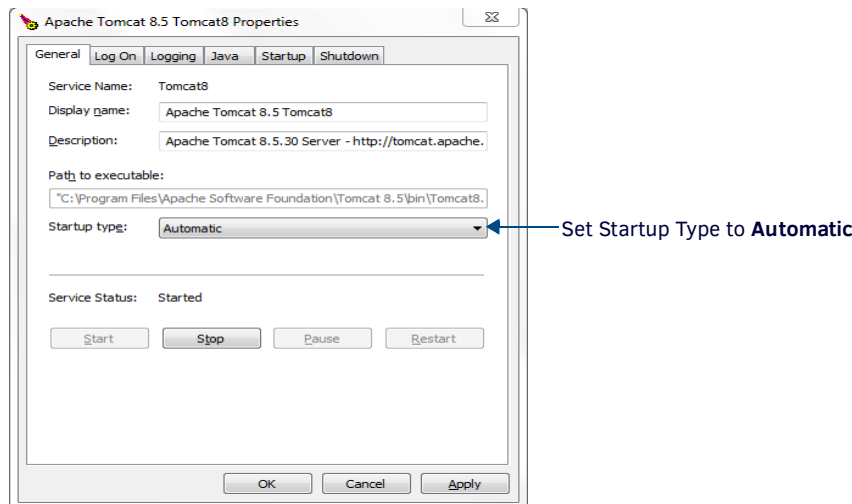 Apache Tomcat 8.5 Tomcat8 Properties
General Log On Logging Java Startup Shutdown
Service Name: Tomcat8
Display name: Apache Tomcat 8.5 Tomcat8
Description: Apache Tomcat 8.5.30 Server - http://tomcat.apache.
Path to executable:
"C:\Program Files\Apache Software Foundation\Tomcat 8.5\bin\Tomcat8.
Startup type: Automatic
Set Startup Type to Automatic
Service Status: Started
Start Stop Pause Restart
OK Cancel Apply